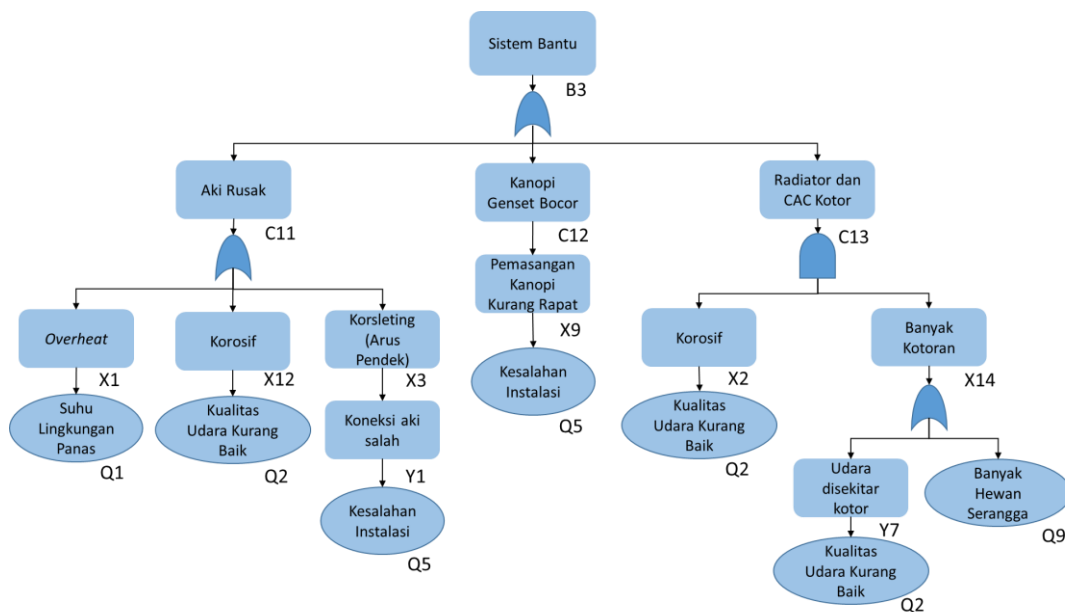 Sistem Bantu
B3
Aki Rusak
C11
Kanopi
Genset Bocor
C12
Radiator dan
CAC Kotor
C13
Overheat
X1
Korosif
X12
Korsleting
(Arus
Pendek)
X3
Pemasangan
Kanopi
Kurang Rapat
X9
Korosif
X2
Banyak
Kotoran
X14
Suhu
Lingkungan
Panas
Q1
Kualitas
Udara Kurang
Baik
Q2
Koneksi aki
salah
Y1
Kesalahan
Instalasi
Q5
Kesalahan
Instalasi
Q5
Kualitas
Udara Kurang
Baik
Q2
Udara
disekitar
kotor
Y7
Banyak
Hewan
Serangga
Q9
Kualitas
Udara Kurang
Baik
Q2